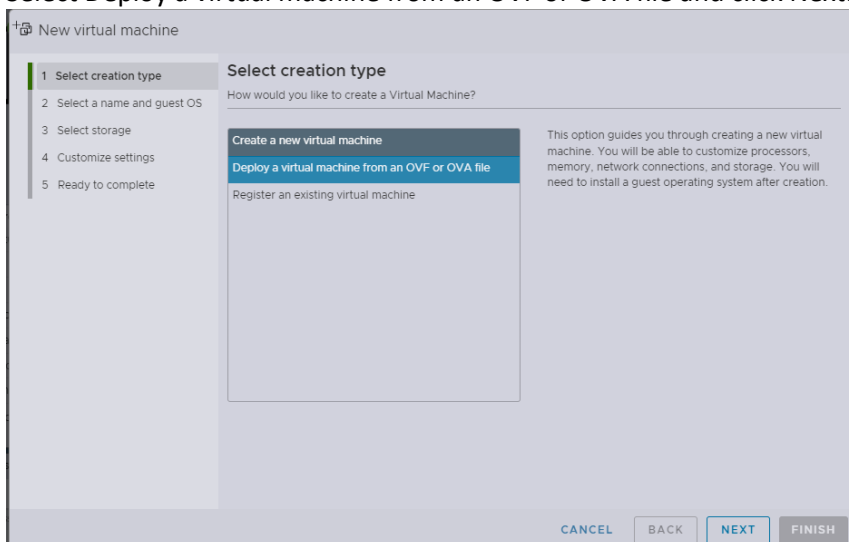 Select Deploy a virtual machine from an OVF or OVA file and click Next.
New virtual machine
1 Select creation type
2 Select a name and guest OS
3 Select storage
4 Customize settings
5 Ready to complete
Select creation type
How would you like to create a Virtual Machine?
Create a new virtual machine
Deploy a virtual machine from an OVF or OVA file
Register an existing virtual machine
This option guides you through creating a new virtual
machine. You will be able to customize processors,
memory, network connections, and storage. You will
need to install a guest operating system after creation.
CANCEL BACK NEXT FINISH